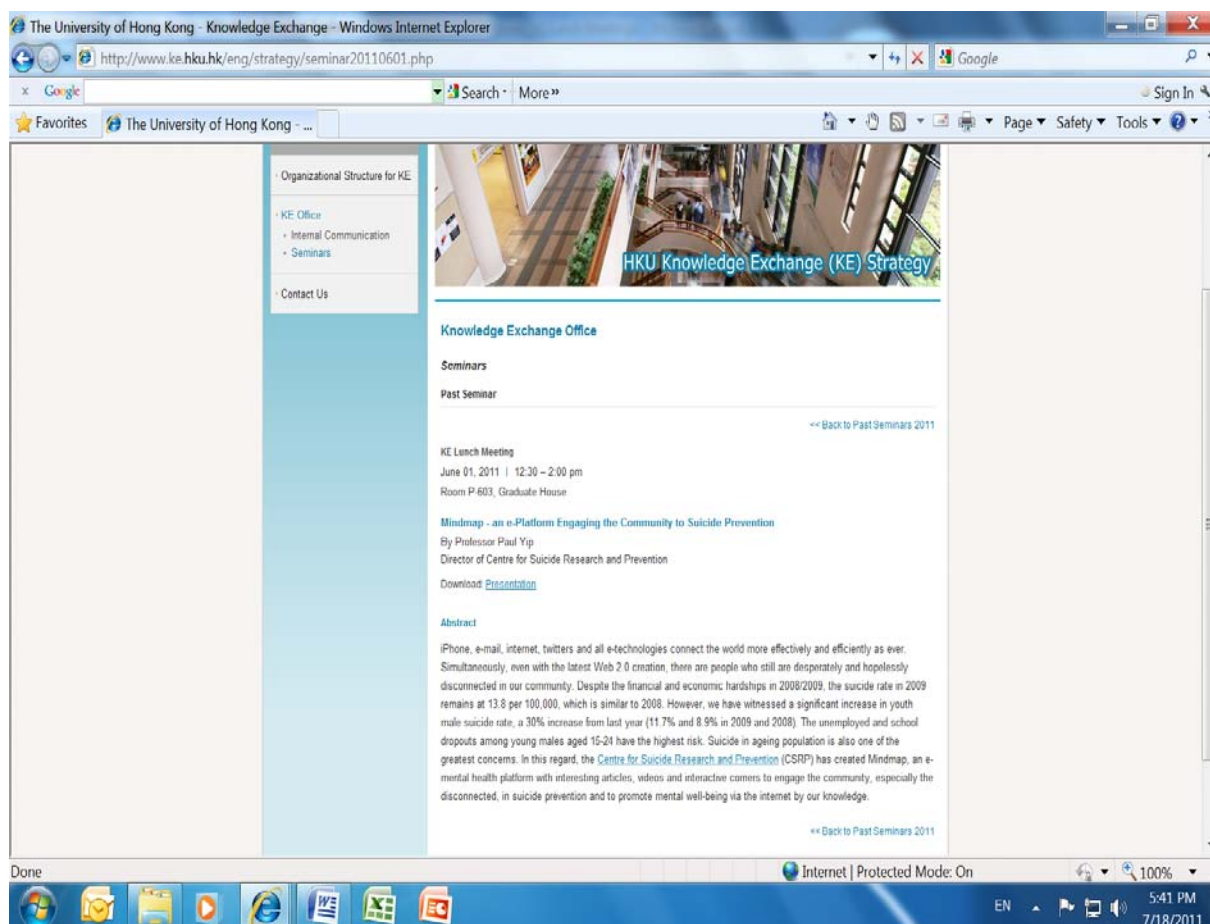 The University of Hong Kong - Knowledge Exchange - Windows Internet Explorer
http://www.ke.hku.hk/eng/strategy/seminar20110601.php
Google
x Google
Search
More »
Sign In
Favorites
The University of Hong Kong - ...
Page
Safety
Tools
Organizational Structure for KE
KE Office
Internal Communication
Seminars
Contact Us
HKU Knowledge Exchange (KE) Strategy
Knowledge Exchange Office
Seminars
Past Seminar
<< Back to Past Seminars 2011
KE Lunch Meeting
June 01, 2011 | 12:30 – 2:00 pm
Room P-603, Graduate House
Mindmap - an e-Platform Engaging the Community to Suicide Prevention
By Professor Paul Yip
Director of Centre for Suicide Research and Prevention
Download: Presentation
Abstract
iPhone, e-mail, internet, twitters and all e-technologies connect the world more effectively and efficiently as ever.
Simultaneously, even with the latest Web 2.0 creation, there are people who still are desperately and hopelessly
disconnected in our community. Despite the financial and economic hardships in 2008/2009, the suicide rate in 2009
remains at 13.8 per 100,000, which is similar to 2008. However, we have witnessed a significant increase in youth
male suicide rate, a 30% increase from last year (11.7% and 8.9% in 2009 and 2008). The unemployed and school
dropouts among young males aged 15-24 have the highest risk. Suicide in ageing population is also one of the
greatest concerns. In this regard, the Centre for Suicide Research and Prevention (CSRP) has created Mindmap, an e-
mental health platform with interesting articles, videos and interactive corners to engage the community, especially the
disconnected, in suicide prevention and to promote mental well-being via the internet by our knowledge.
<< Back to Past Seminars 2011
Done
Internet | Protected Mode: On
100%
EN
5:41 PM
7/18/2011